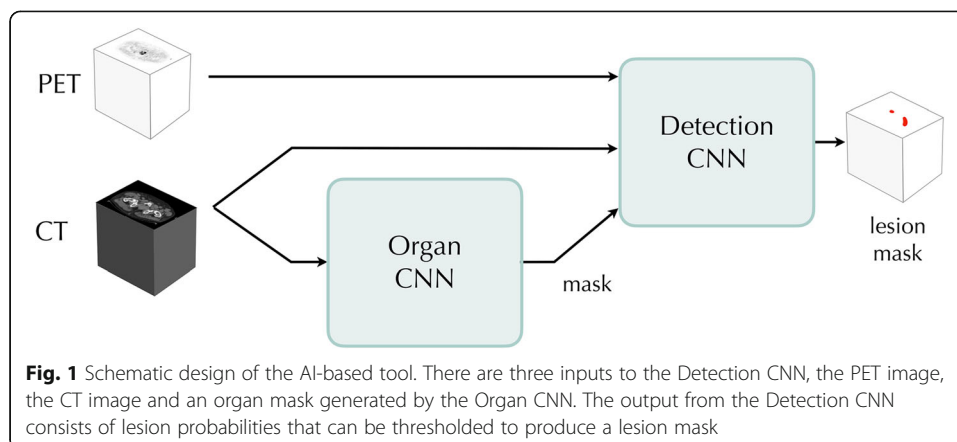 PET
CT
Organ
CNN
mask
Detection
CNN
lesion
mask
Fig. 1 Schematic design of the AI-based tool. There are three inputs to the Detection CNN, the PET image,
the CT image and an organ mask generated by the Organ CNN. The output from the Detection CNN
consists of lesion probabilities that can be thresholded to produce a lesion mask